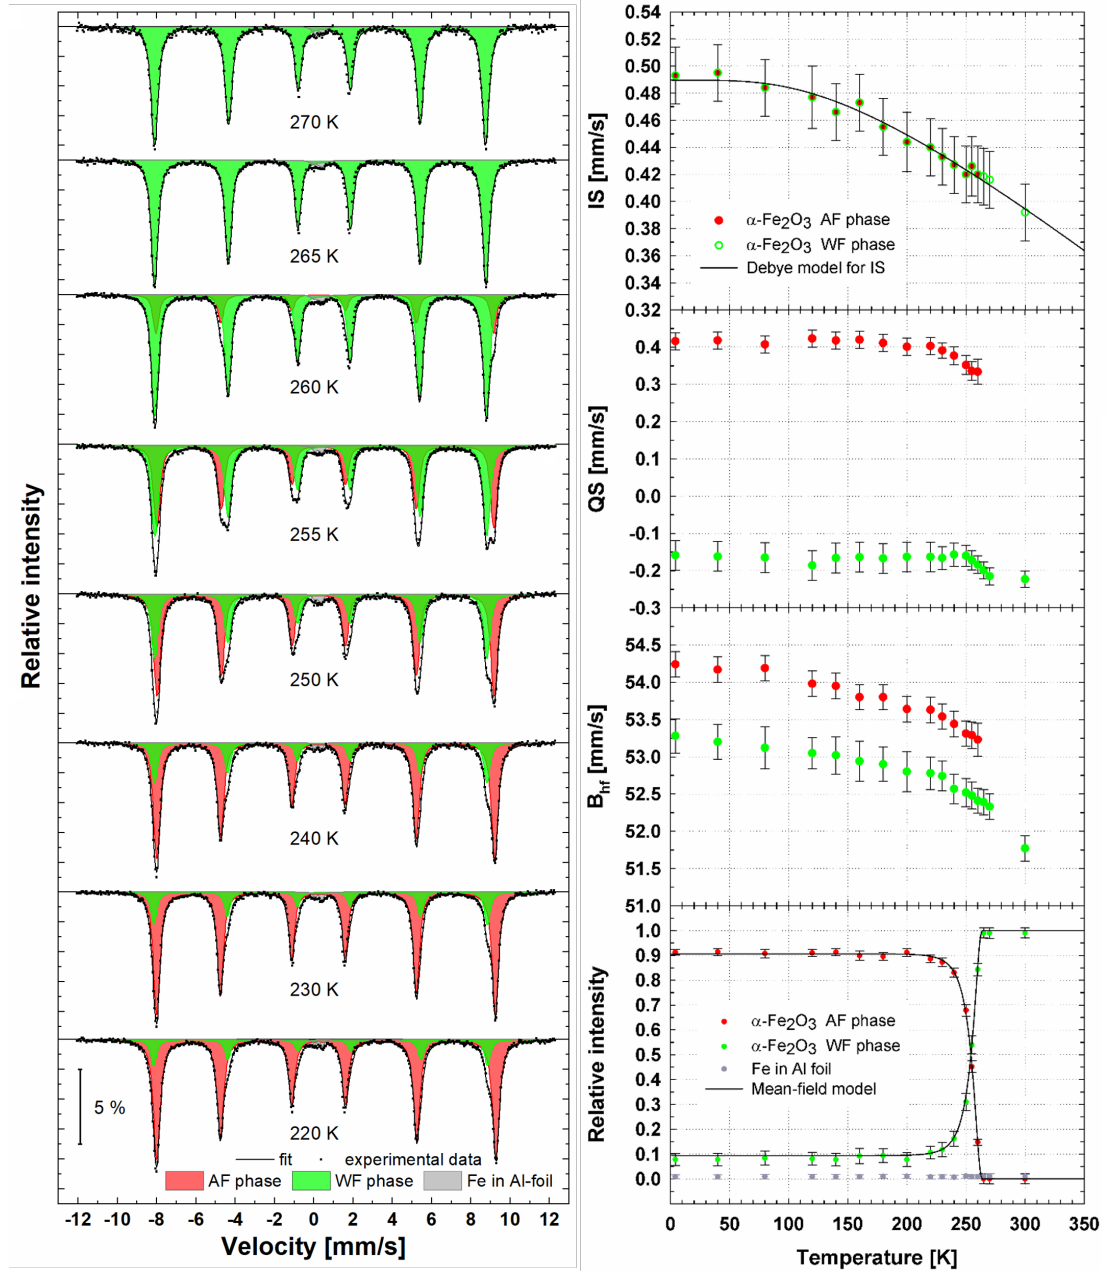 270 K
265 K
260 K
255 K
250 K
240 K
230 K
220 K
5 %
fit
experimental data
AF phase
WF phase
Fe in Al-foil
-12 -10 -8 -6 -4 -2 0 2 4 6 8 10 12
Velocity [mm/s]
Relative intensity
0.54
0.52
0.50
0.48
0.46
0.44
0.42
0.40
0.38
0.36
0.34
0.32
IS [mm/s]
α-Fe2O3 AF phase
α-Fe2O3 WF phase
Debye model for IS
0.4
0.3
0.2
0.1
0.0
-0.1
-0.2
-0.3
QS [mm/s]
54.5
54.0
53.5
53.0
52.5
52.0
51.5
51.0
Bhf [mm/s]
1.0
0.9
0.8
0.7
0.6
0.5
0.4
0.3
0.2
0.1
0.0
Relative intensity
α-Fe2O3 AF phase
α-Fe2O3 WF phase
Fe in Al foil
Mean-field model
0 50 100 150 200 250 300 350
Temperature [K]